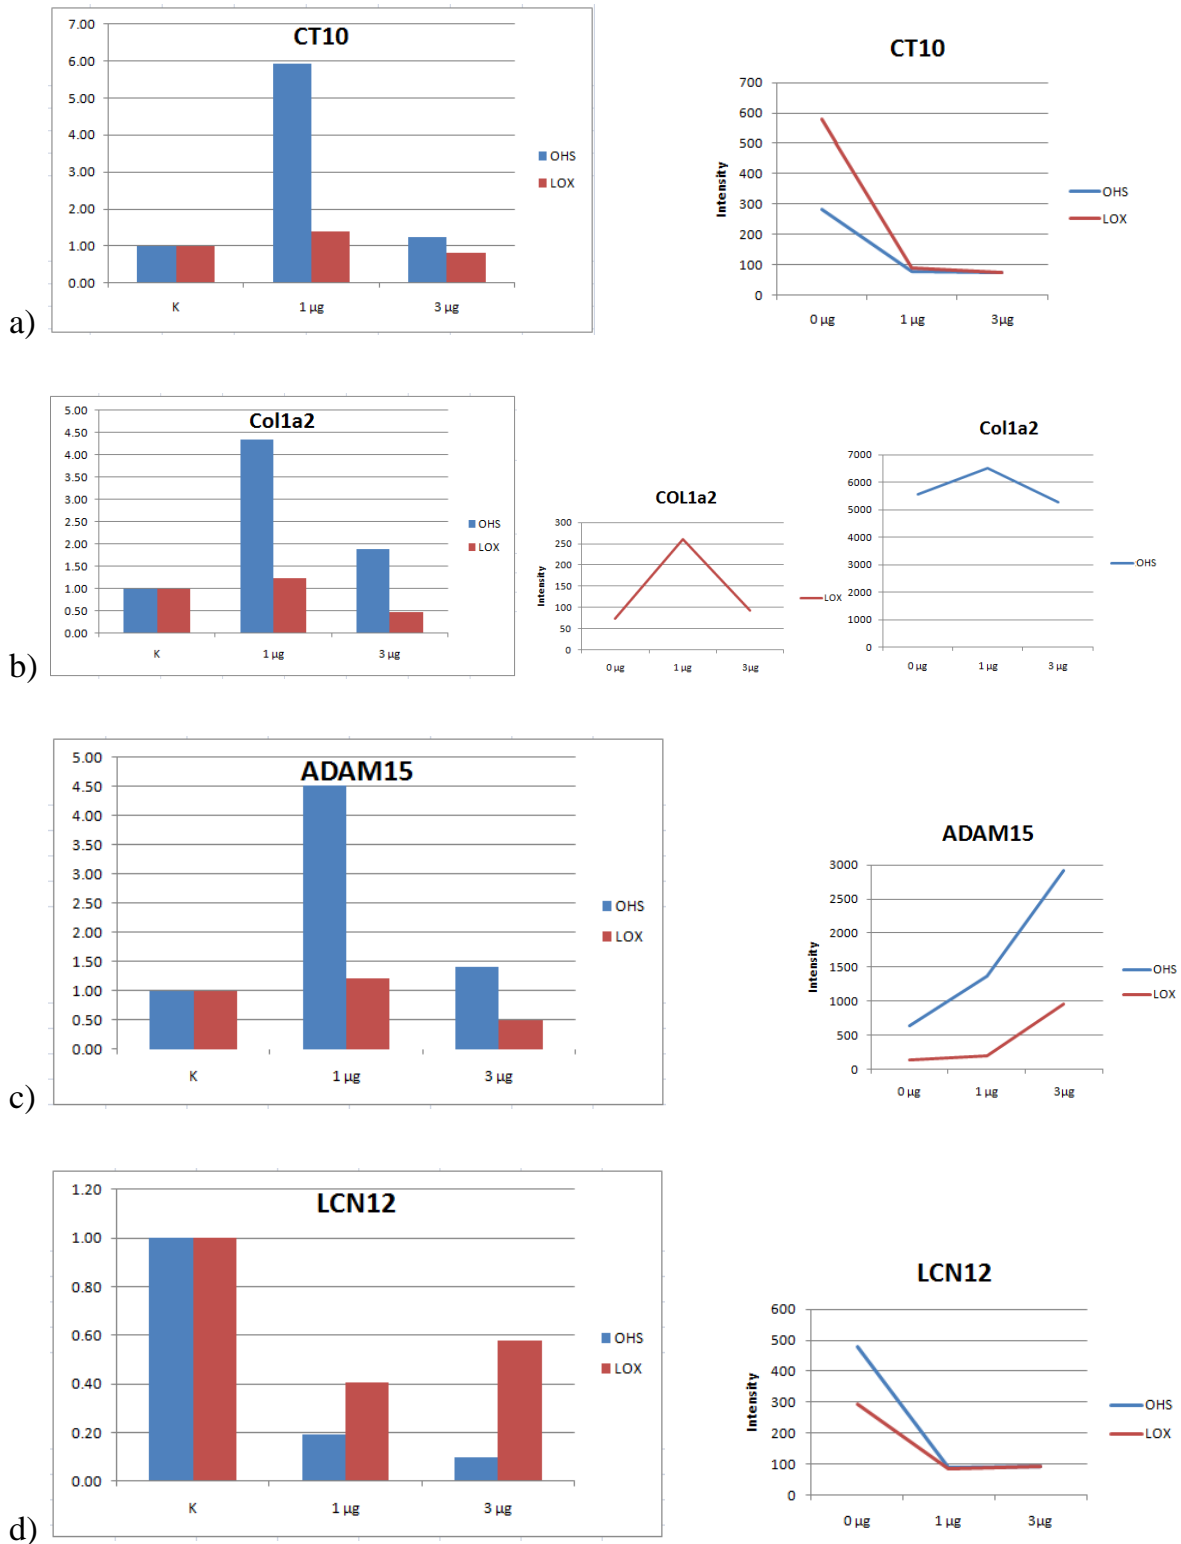 CT10
7.00
6.00
5.00
4.00
3.00
2.00
1.00
0.00
K
1 µg
3 µg
OHS
LOX
CT10
700
600
500
400
300
200
100
0
Intensity
0 µg
1 µg
3µg
OHS
LOX
a)
Col1a2
5.00
4.50
4.00
3.50
3.00
2.50
2.00
1.50
1.00
0.50
0.00
K
1 µg
3 µg
OHS
LOX
COL1a2
300
250
200
150
100
50
0
Intensity
0 µg
1 µg
3µg
LOX
Col1a2
7000
6000
5000
4000
3000
2000
1000
0
0 µg
1 µg
3 µg
OHS
b)
ADAM15
5.00
4.50
4.00
3.50
3.00
2.50
2.00
1.50
1.00
0.50
0.00
K
1 µg
3 µg
OHS
LOX
ADAM15
3000
2500
2000
1500
1000
500
0
Intensity
0 µg
1 µg
3µg
OHS
LOX
c)
LCN12
1.20
1.00
0.80
0.60
0.40
0.20
0.00
K
1 µg
3 µg
OHS
LOX
LCN12
600
500
400
300
200
100
0
Intensity
0 µg
1 µg
3µg
OHS
LOX
d)